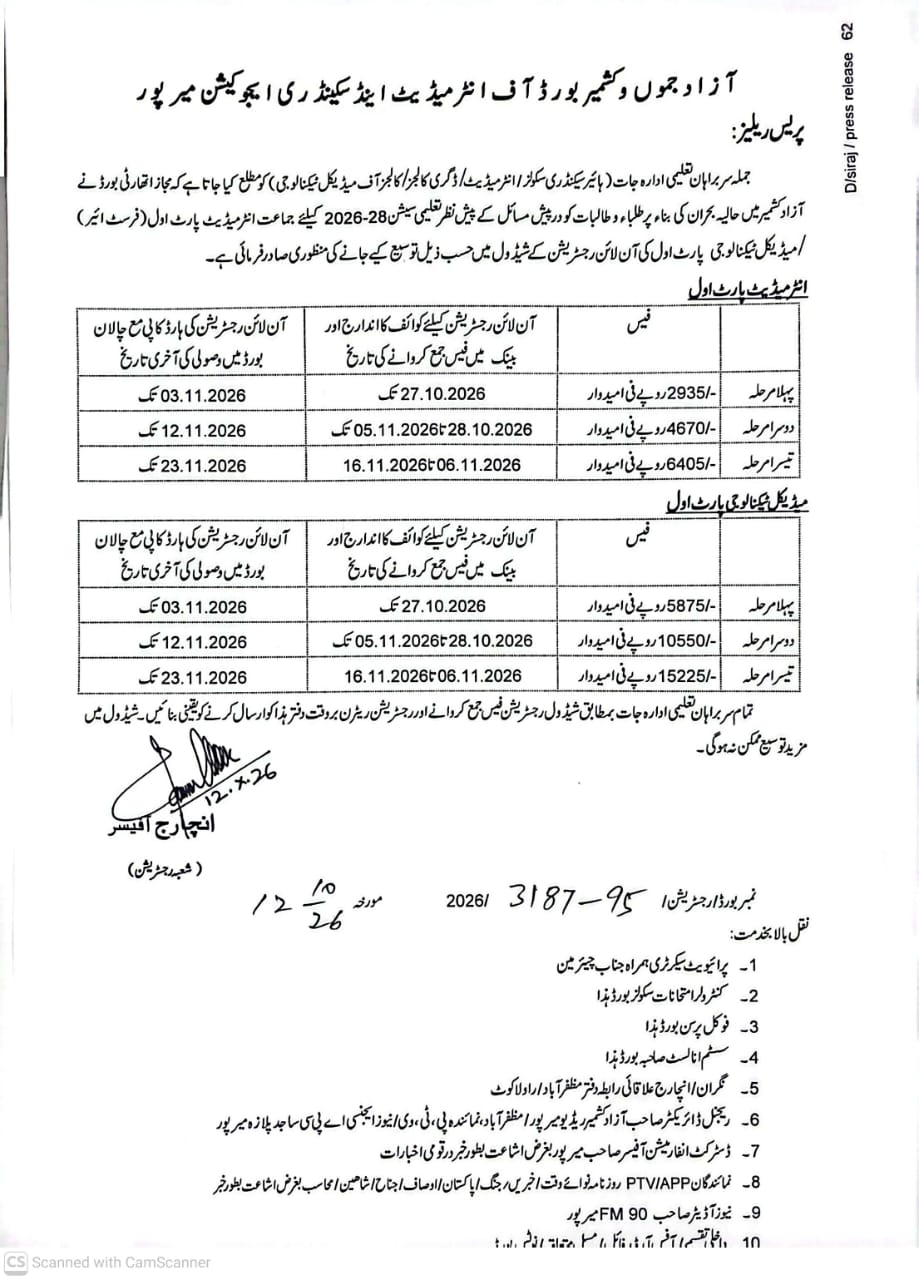 D/siraj / press release 62
آزاد جموں و کشمیر بورڈ آف انٹرمیڈیٹ اینڈ سکینڈری ایجوکیشن میرپور
پریس ریلیز:
جملہ سربراہان تعلیمی ادارہ جات (ہائیر سیکنڈری سکولز/انٹرمیڈیٹ/ڈگری کالجز/کالجز آف میڈیکل ٹیکنالوجی) کو مطلع کیا جاتا ہے کہ مجاز اتھارٹی بورڈ نے
آزاد کشمیر میں حالیہ بحران کی بناء پر طلباء و طالبات کو درپیش مسائل کے پیش نظر تعلیمی سیشن 28-2026 کیلئے جماعت انٹرمیڈیٹ پارٹ اول (فرسٹ ائیر)
/میڈیکل ٹیکنالوجی پارٹ اول کی آن لائن رجسٹریشن کے شیڈول میں حسب ذیل توسیع کیے جانے کی منظوری صادر فرمائی ہے۔
انٹرمیڈیٹ پارٹ اول
فیس | آن لائن رجسٹریشن کیلئے کوائف کا اندارج اور | آن لائن رجسٹریشن کی ہارڈ کاپی مع چالان
بینک میں فیس جمع کروانے کی تاریخ | بورڈ میں وصولی کی آخری تاریخ
پہلا مرحلہ | 2935/- روپے فی امیدوار | 27.10.2026 تک | 03.11.2026 تک
دوسرا مرحلہ | 4670/- روپے فی امیدوار | 28.10.2026 تا 05.11.2026 تک | 12.11.2026 تک
تیسرا مرحلہ | 6405/- روپے فی امیدوار | 06.11.2026 تا 16.11.2026 | 23.11.2026 تک
میڈیکل ٹیکنالوجی پارٹ اول
فیس | آن لائن رجسٹریشن کیلئے کوائف کا اندارج اور | آن لائن رجسٹریشن کی ہارڈ کاپی مع چالان
بینک میں فیس جمع کروانے کی تاریخ | بورڈ میں وصولی کی آخری تاریخ
پہلا مرحلہ | 5875/- روپے فی امیدوار | 27.10.2026 تک | 03.11.2026 تک
دوسرا مرحلہ | 10550/- روپے فی امیدوار | 28.10.2026 تا 05.11.2026 تک | 12.11.2026 تک
تیسرا مرحلہ | 15225/- روپے فی امیدوار | 06.11.2026 تا 16.11.2026 | 23.11.2026 تک
تمام سربراہان تعلیمی ادارہ جات بمطابق شیڈول رجسٹریشن فیس جمع کروانے اور رجسٹریشن ریٹرن بروقت دفتر ہذا کو ارسال کرنے کو یقینی بنائیں۔ شیڈول میں
مزید توسیع ممکن نہ ہوگی۔
12.X.26
انچارج آفیسر
(شعبہ رجسٹریشن)
نمبر بورڈ/رجسٹریشن/ 3187-95 /2026 مورخہ 12 10/26
نقل بالا بخدمت:
1۔ پرائیویٹ سیکرٹری ہمراہ جناب چیئرمین
2۔ کنٹرولر امتحانات سکولز بورڈ ہذا
3۔ فوکل پرسن بورڈ ہذا
4۔ سسٹم انالسٹ صاحبہ بورڈ ہذا
5۔ نگران/انچارج علاقائی رابطہ دفتر مظفرآباد/راولاکوٹ
6۔ ریجنل ڈائریکٹر صاحب آزاد کشمیر ریڈیو میرپور/مظفرآباد، نمائندہ پی، ٹی، وی/نیوز ایجنسی اے پی سی ساجد پلازہ میرپور
7۔ ڈسٹرکٹ انفارمیشن آفیسر صاحب میرپور بغرض اشاعت بطور خبر در قومی اخبارات
8۔ نمائندگان PTV/APP روزنامہ نوائے وقت/خبریں/جنگ/پاکستان/اوصاف/جناح/شاھین/محاسب بغرض اشاعت بطور خبر
9۔ نیوز آڈیٹر صاحب FM 90 میرپور
10۔ داخلی تقسیم/آفس آرڈر فائل/مسل متعلقہ/نوٹس بورڈ
CS Scanned with CamScanner